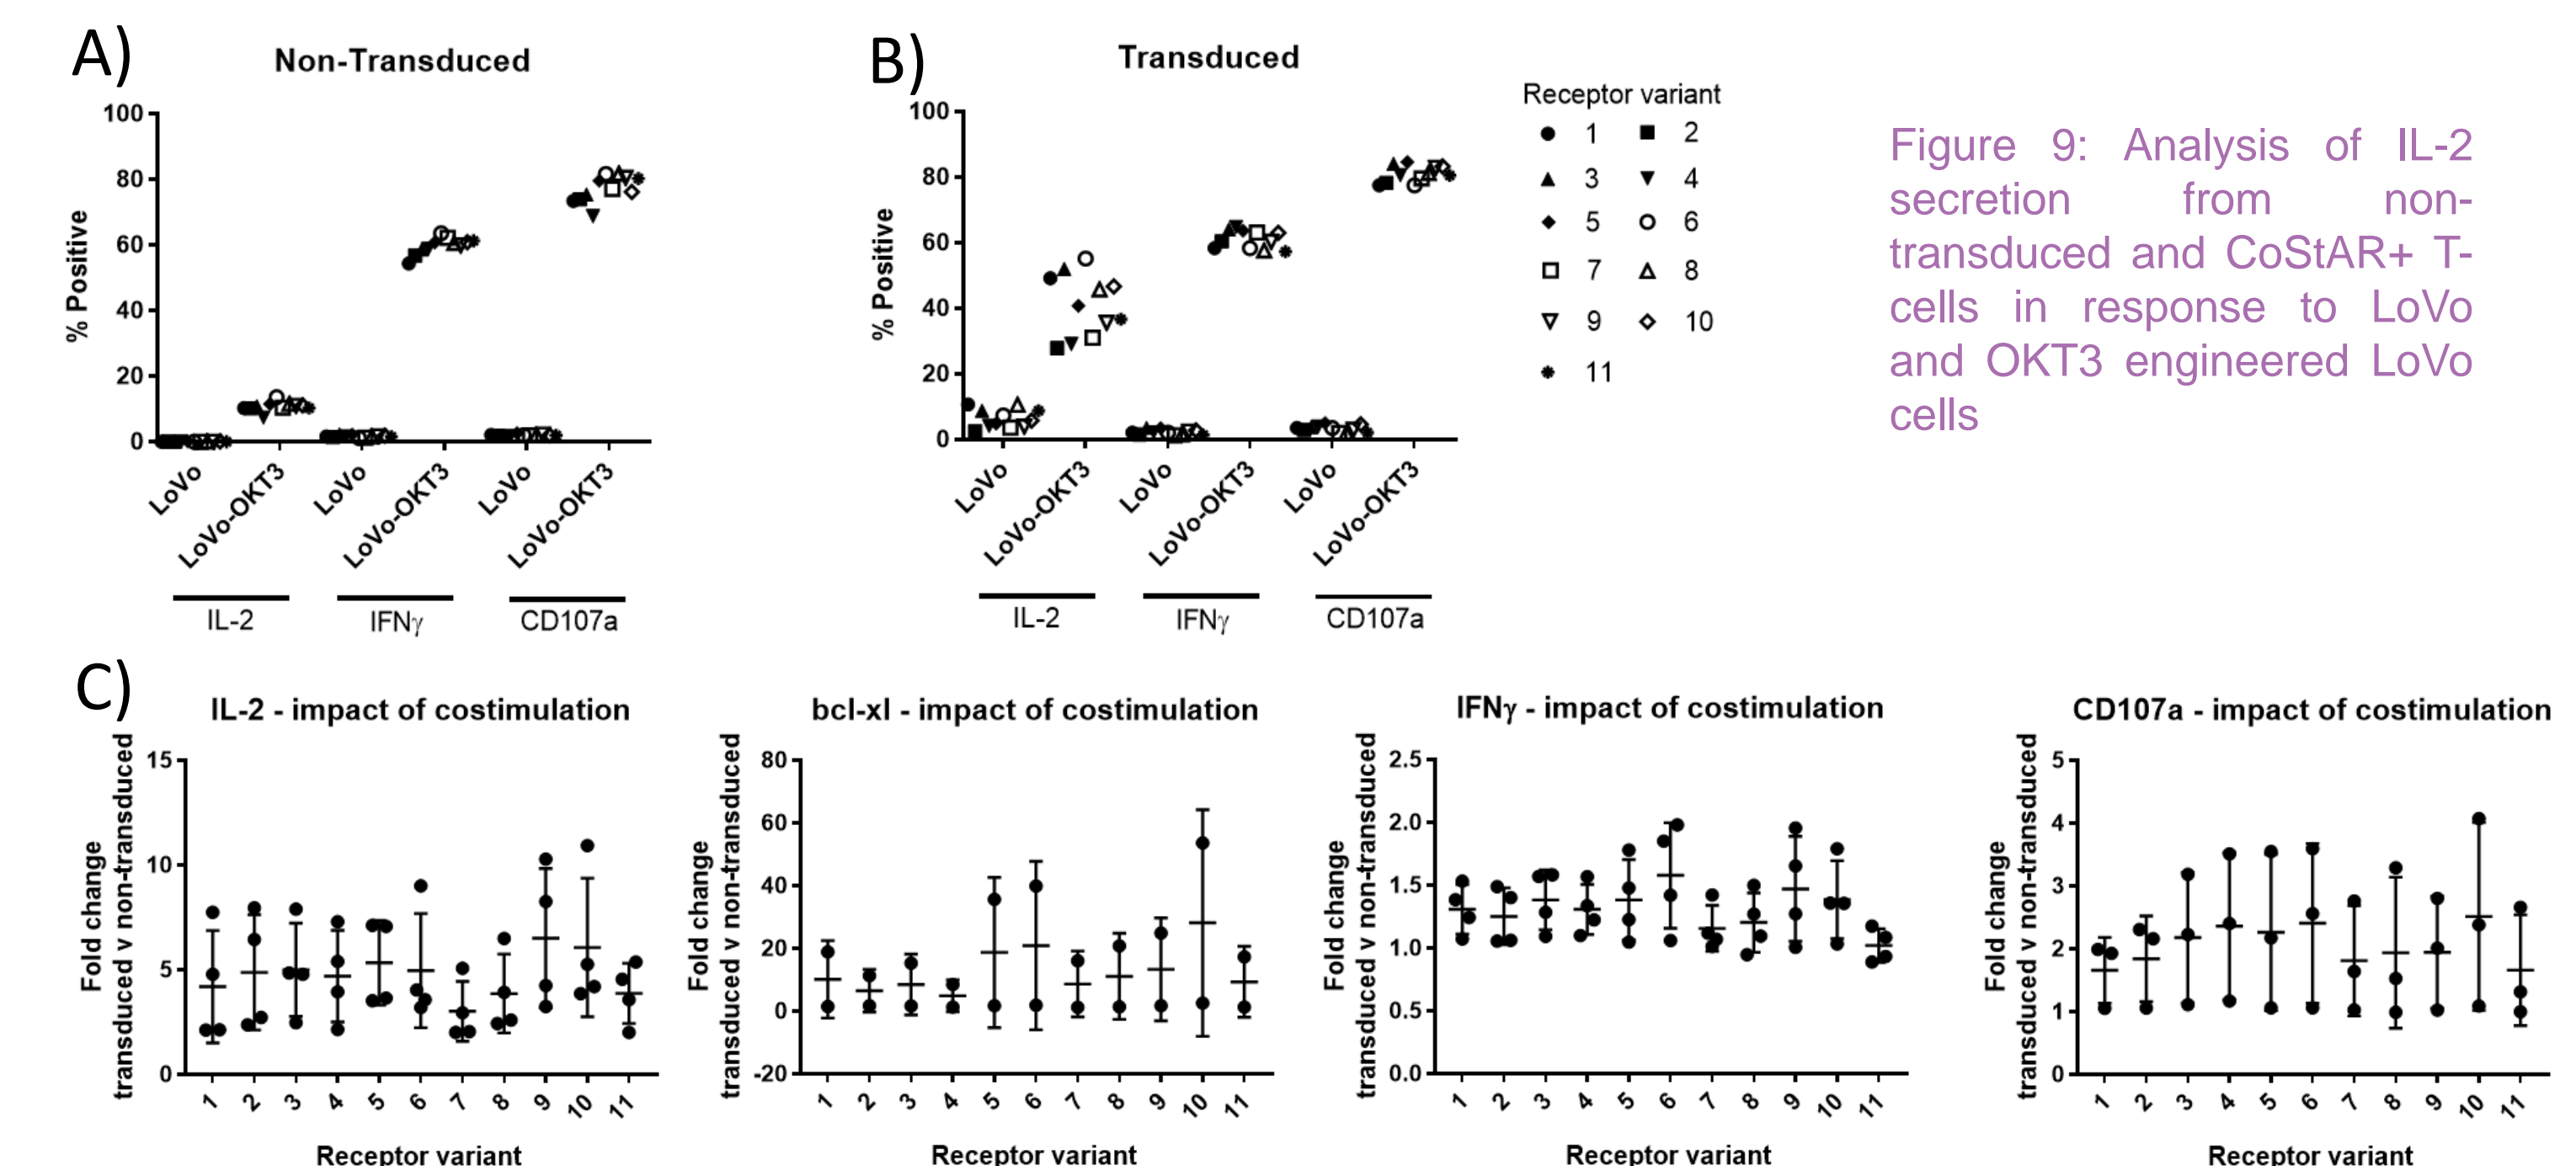 A)
Non-Transduced
% Positive
100
80
60
40
20
0
LoVo
LoVo-OKT3
LoVo
LoVo-OKT3
LoVo
LoVo-OKT3
IL-2
IFNγ
CD107a
B)
Transduced
% Positive
100
80
60
40
20
0
LoVo
LoVo-OKT3
LoVo
LoVo-OKT3
LoVo
LoVo-OKT3
IL-2
IFNγ
CD107a
Receptor variant
1 2
3 4
5 6
7 8
9 10
11
Figure 9: Analysis of IL-2
secretion from non-
transduced and CoStAR+ T-
cells in response to LoVo
and OKT3 engineered LoVo
cells
C)
IL-2 - impact of costimulation
Fold change
transduced v non-transduced
15
10
5
0
1 2 3 4 5 6 7 8 9 10 11
Receptor variant
bcl-xl - impact of costimulation
Fold change
transduced v non-transduced
80
60
40
20
0
-20
1 2 3 4 5 6 7 8 9 10 11
Receptor variant
IFNγ - impact of costimulation
Fold change
transduced v non-transduced
2.5
2.0
1.5
1.0
0.5
0.0
1 2 3 4 5 6 7 8 9 10 11
Receptor variant
CD107a - impact of costimulation
Fold change
transduced v non-transduced
5
4
3
2
1
0
1 2 3 4 5 6 7 8 9 10 11
Receptor variant